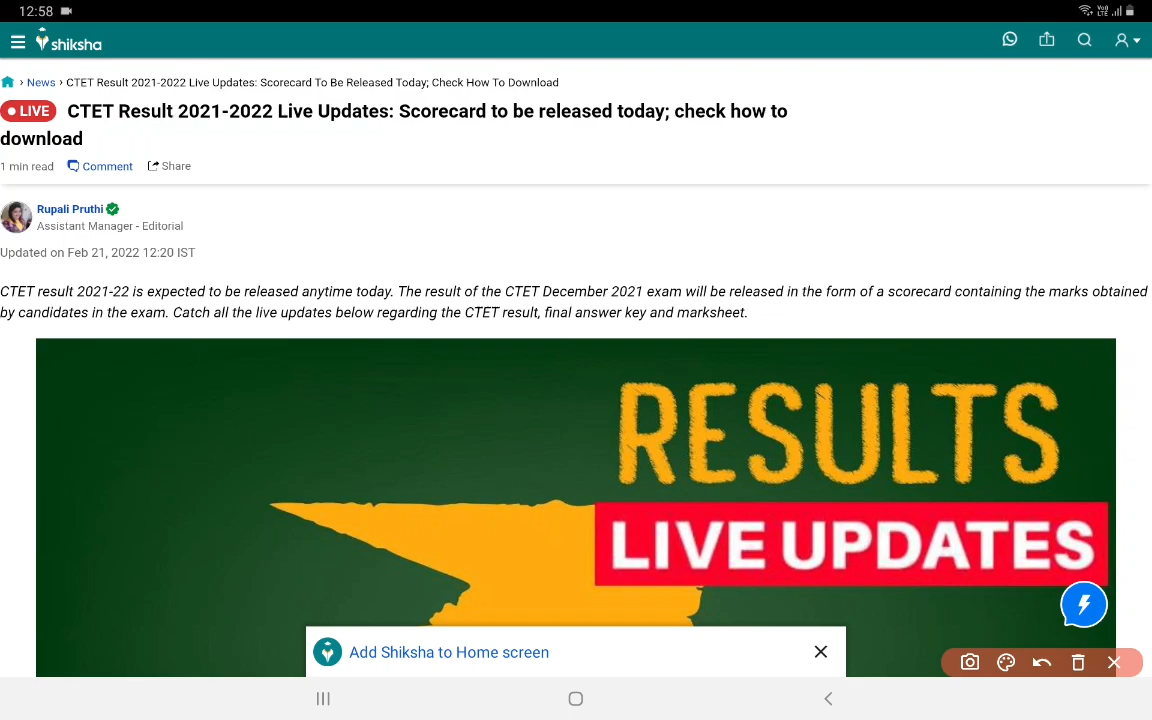 12:58
Vo) LTE
shiksha
› News › CTET Result 2021-2022 Live Updates: Scorecard To Be Released Today; Check How To Download
LIVE CTET Result 2021-2022 Live Updates: Scorecard to be released today; check how to
download
1 min read Comment Share
Rupali Pruthi
Assistant Manager - Editorial
Updated on Feb 21, 2022 12:20 IST
CTET result 2021-22 is expected to be released anytime today. The result of the CTET December 2021 exam will be released in the form of a scorecard containing the marks obtained
by candidates in the exam. Catch all the live updates below regarding the CTET result, final answer key and marksheet.
RESULTS
LIVE UPDATES
Add Shiksha to Home screen